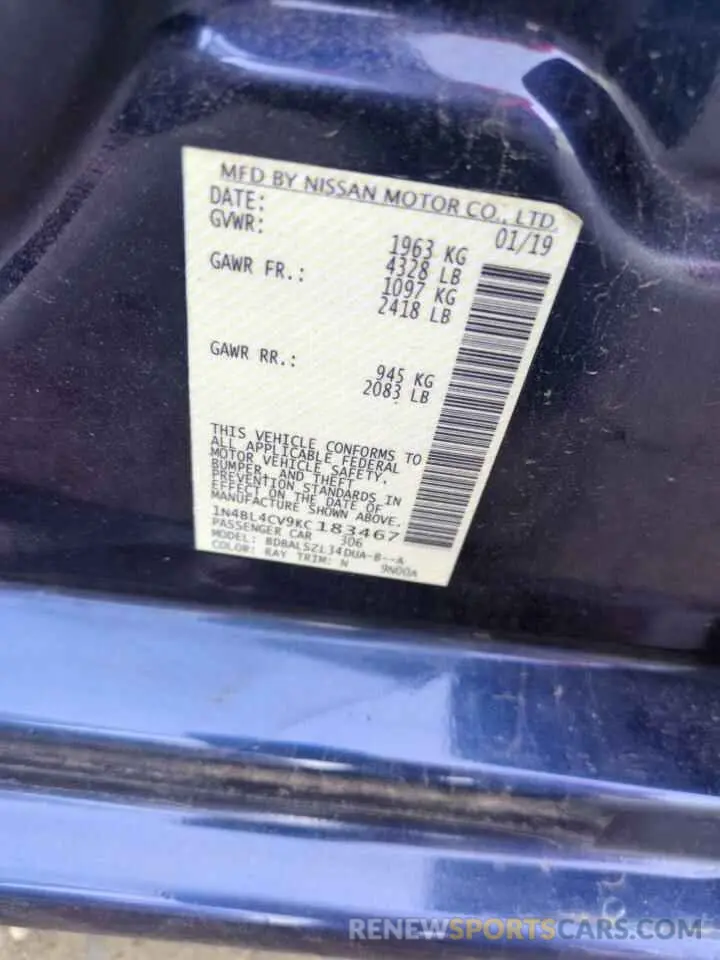 MFD BY NISSAN MOTOR CO., LTD.
DATE: 01/19
GVWR: 1963 KG
4328 LB
GAWR FR.: 1097 KG
2418 LB
GAWR RR.: 945 KG
2083 LB
THIS VEHICLE CONFORMS TO
ALL APPLICABLE FEDERAL
MOTOR VEHICLE SAFETY,
BUMPER, AND THEFT
PREVENTION STANDARDS IN
EFFECT ON THE DATE OF
MANUFACTURE SHOWN ABOVE.
1N4BL4CV9KC183467
PASSENGER CAR 306
MODEL: BDBALSZL34DUA-B--A
COLOR: RAY TRIM: N 9N00A
RENEWSPORTSCARS.COM